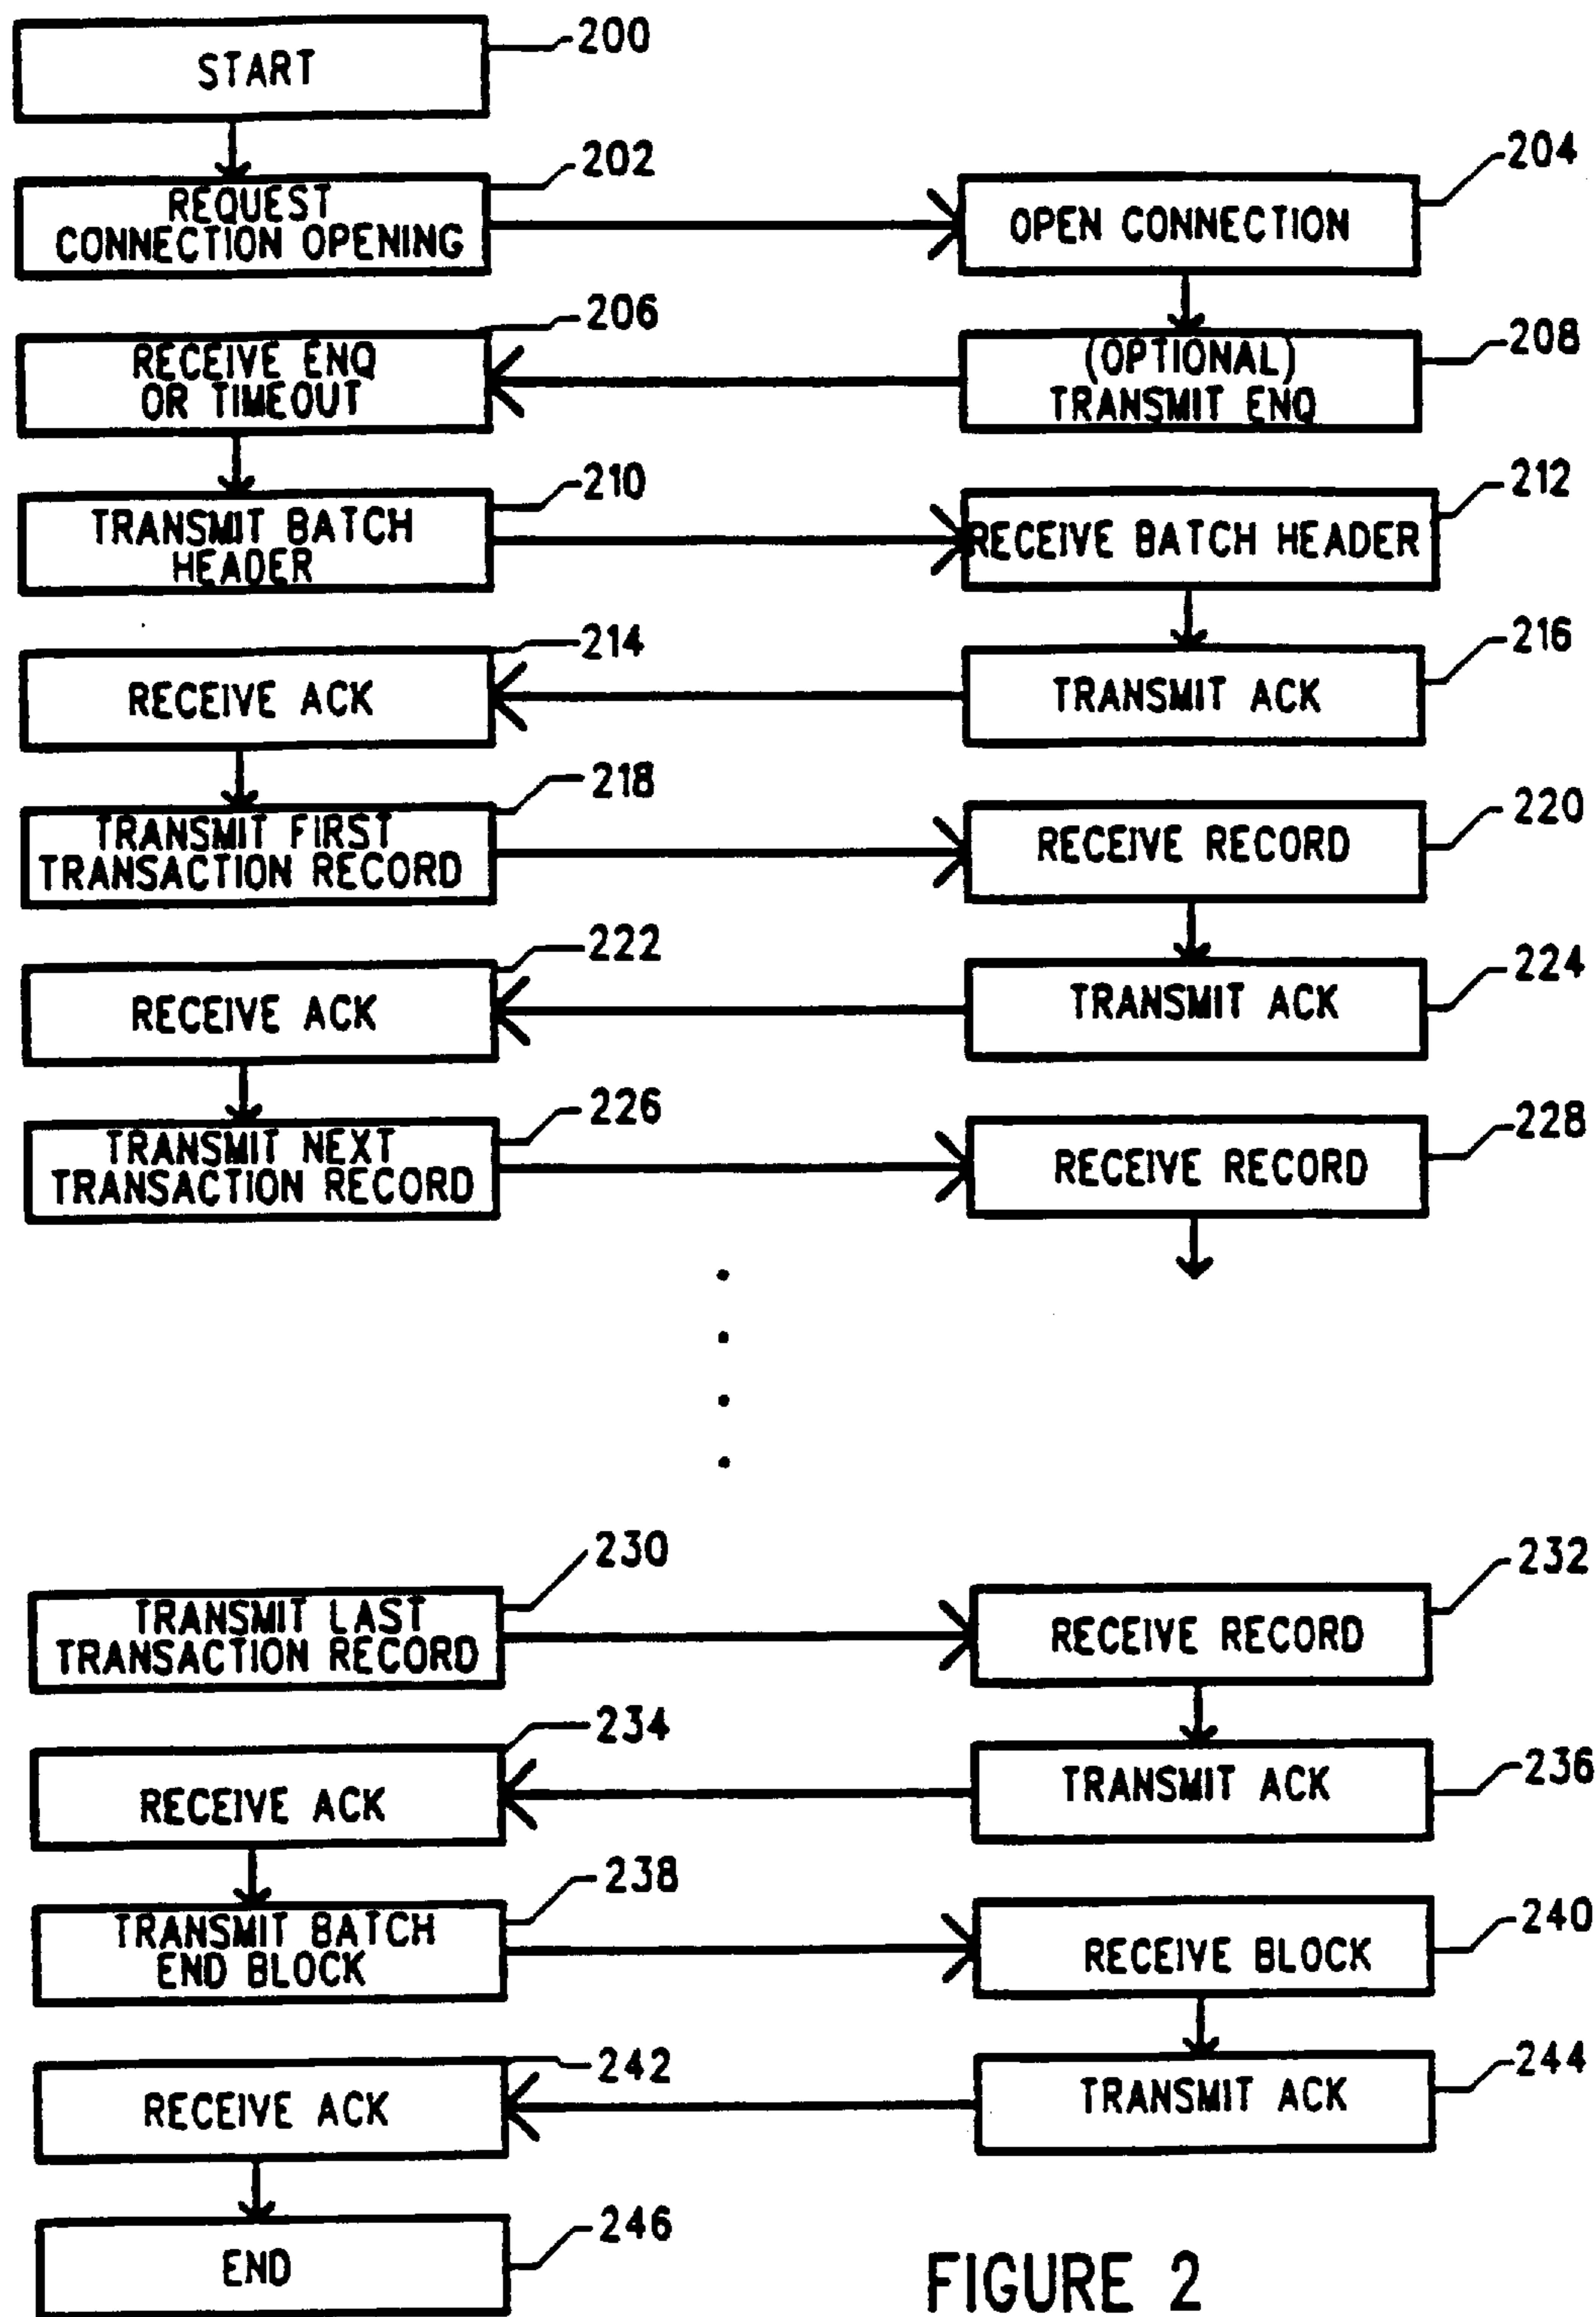 START
200
REQUEST
CONNECTION OPENING
202
OPEN CONNECTION
204
RECEIVE ENQ
OR TIMEOUT
206
(OPTIONAL)
TRANSMIT ENQ
208
TRANSMIT BATCH
HEADER
210
RECEIVE BATCH HEADER
212
RECEIVE ACK
214
TRANSMIT ACK
216
TRANSMIT FIRST
TRANSACTION RECORD
218
RECEIVE RECORD
220
RECEIVE ACK
222
TRANSMIT ACK
224
TRANSMIT NEXT
TRANSACTION RECORD
226
RECEIVE RECORD
228
TRANSMIT LAST
TRANSACTION RECORD
230
RECEIVE RECORD
232
RECEIVE ACK
234
TRANSMIT ACK
236
TRANSMIT BATCH
END BLOCK
238
RECEIVE BLOCK
240
RECEIVE ACK
242
TRANSMIT ACK
244
END
246
FIGURE 2